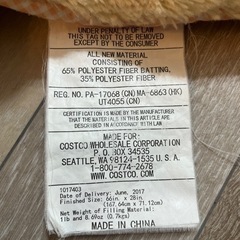 UNDER PENALTY OF LAW
THIS TAG NOT TO BE REMOVED
EXCEPT BY THE CONSUMER
ALL NEW MATERIAL
CONSISTING OF
65% POLYESTER FIBER BATTING,
35% POLYESTER FIBER
REG. NO. PA-17068 (CN) MA-6863 (HK)
UT4055 (CN)
CERTIFICATION IS MADE BY THE MANUFACTURER
THAT THE MATERIALS IN THIS ARTICLE ARE
DESCRIBED IN ACCORDANCE WITH LAW.
MADE FOR:
COSTCO WHOLESALE CORPORATION
P.O. BOX 34535
SEATTLE, WA 98124-1535 U.S.A.
1-800-774-2678
WWW.COSTCO.COM
1017403
Date of Delivery: June, 2017
Finished Size: 66in. x 28in.
(167.64cm x 71.12cm)
Net Weight of Filling Material:
1lb and 8.69oz (0.7kgs)
MADE IN CHINA